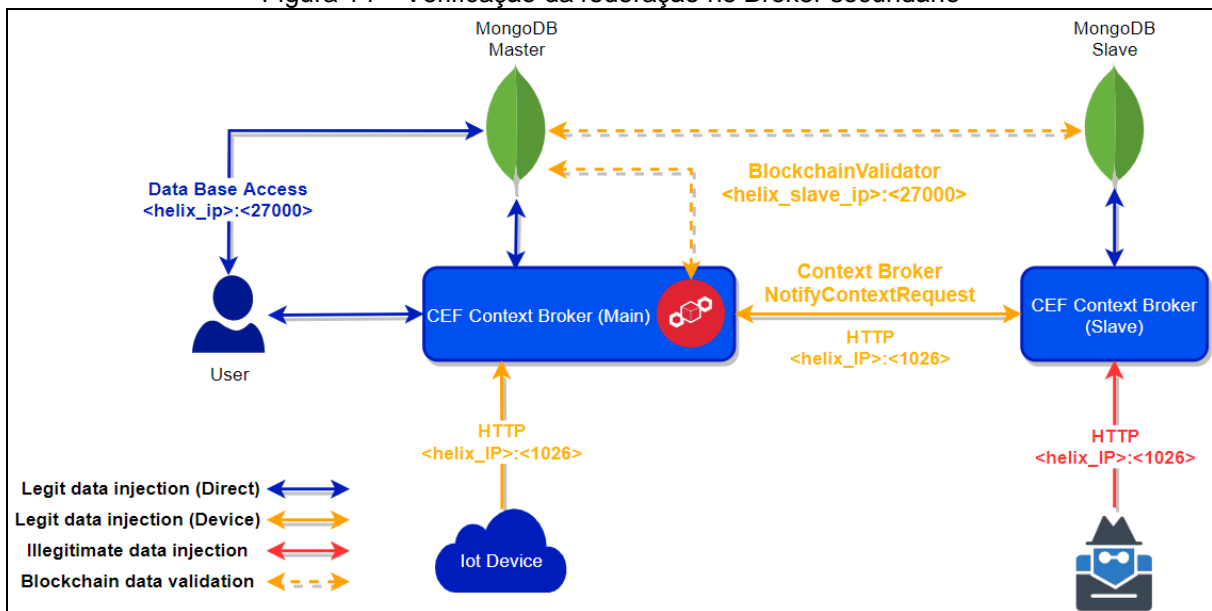 MongoDB
Master
MongoDB
Slave
Data Base Access
<helix_ip>:<27000>
BlockchainValidator
<helix_slave_ip>:<27000>
User
CEF Context Broker (Main)
Context Broker
NotifyContextRequest
HTTP
<helix_IP>:<1026>
CEF Context Broker
(Slave)
HTTP
<helix_IP>:<1026>
HTTP
<helix_IP>:<1026>
Legit data injection (Direct)
Legit data injection (Device)
Illegitimate data injection
Blockchain data validation
Iot Device